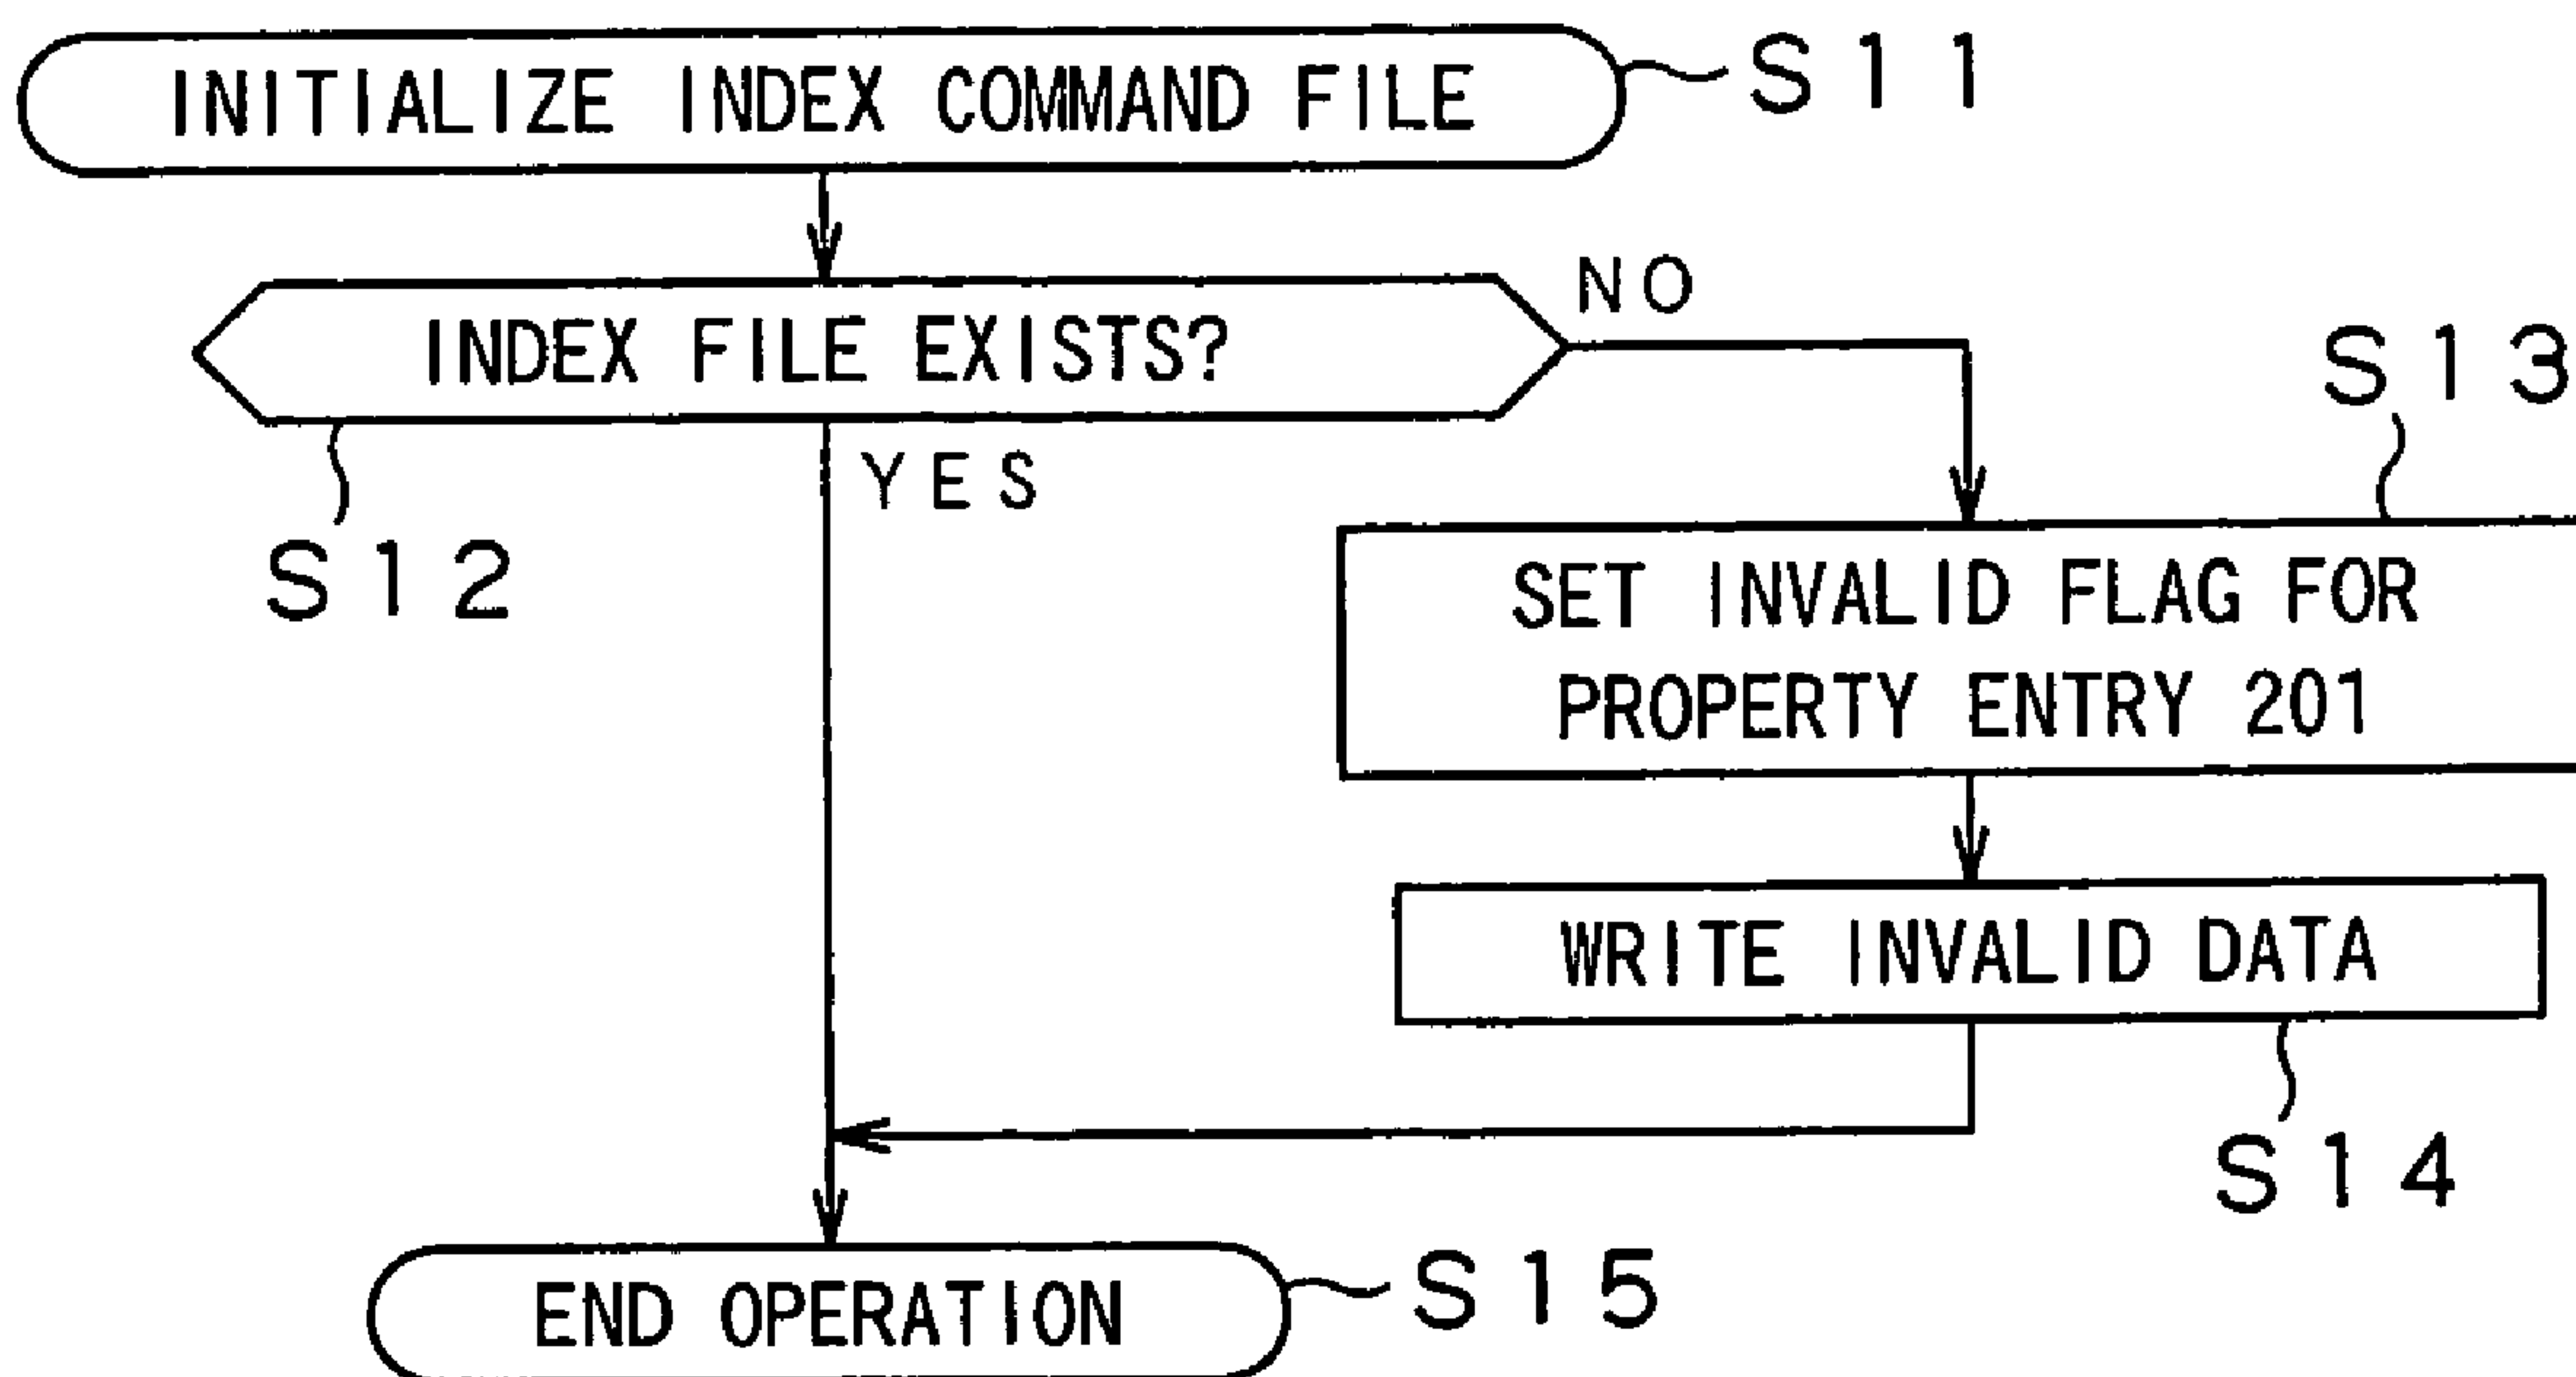 INITIALIZE INDEX COMMAND FILE
S11
INDEX FILE EXISTS?
NO
YES
S12
S13
SET INVALID FLAG FOR
PROPERTY ENTRY 201
WRITE INVALID DATA
S14
END OPERATION
S15